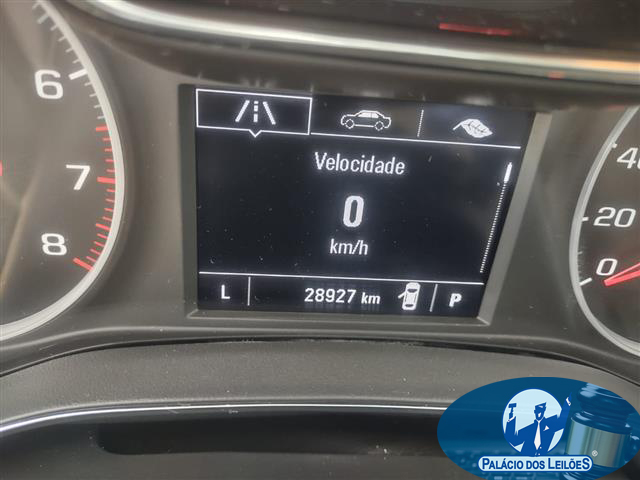 6
7
8
Velocidade
0
km/h
L 28927 km P
40
20
0
PALÁCIO DOS LEILÕES ®